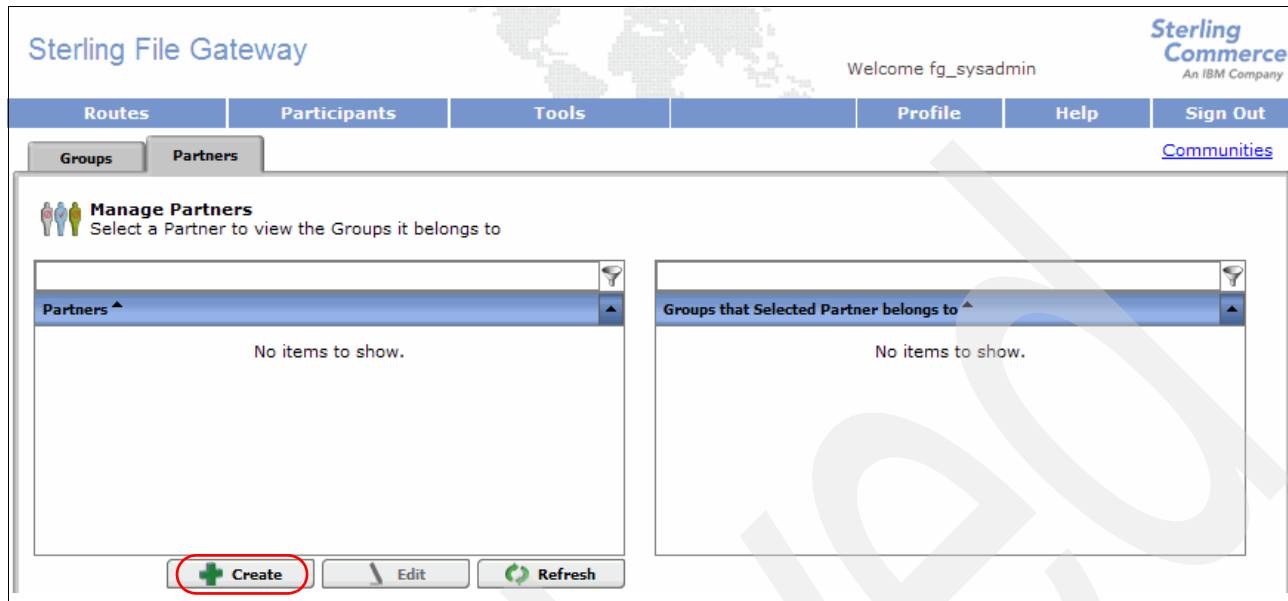 Sterling File Gateway
Welcome fg_sysadmin
Sterling
Commerce
An IBM Company
Routes Participants Tools Profile Help Sign Out
Groups Partners Communities
Manage Partners
Select a Partner to view the Groups it belongs to
Partners Groups that Selected Partner belongs to
No items to show. No items to show.
Create Edit Refresh